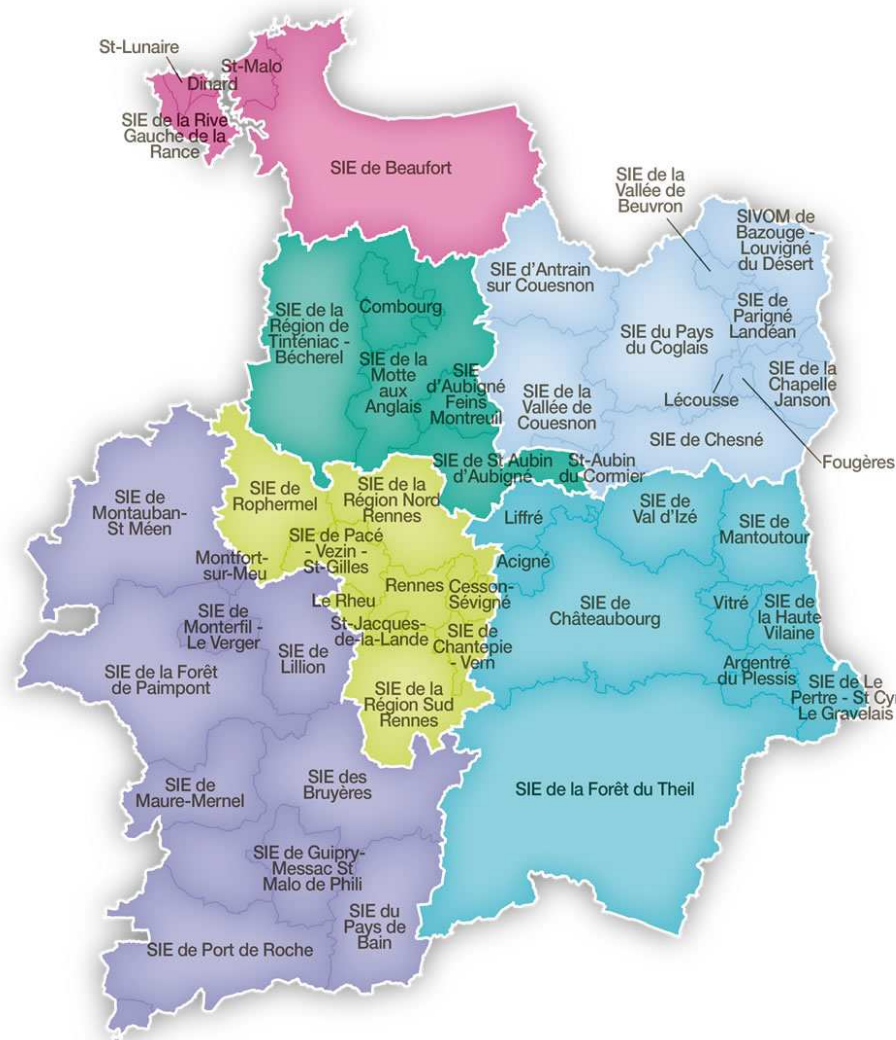 St-Lunaire
St-Malo
Dinard
SIE de la Rive
Gauche de la
Rance
SIE de Beaufort
SIE de la
Vallée de
Beuvron
SIVOM de
Bazouge -
Louvigné
du Désert
SIE d'Antrain
sur Couesnon
SIE de
Parigné
Landéan
SIE du Pays
du Coglais
SIE de la
Chapelle
Janson
Lécousse
SIE de la
Vallée de
Couesnon
SIE de Chesné
Fougères
Combourg
SIE de la
Région de
Tinténiac -
Bécherel
SIE de la
Motte
aux
Anglais
SIE
d'Aubigné
Feins
Montreuil
SIE de St Aubin
d'Aubigné
St-Aubin
du Cormier
SIE de
Montauban-
St Méen
SIE de
Rophermel
SIE de la
Région Nord
Rennes
SIE de Pacé
- Vezin -
St-Gilles
Montfort-
sur-Meu
Rennes
Cesson-
Sévigné
Le Rheu
St-Jacques-
de-la-Lande
SIE de
Chantepie
- Vern
SIE de la
Région Sud
Rennes
Liffré
Acigné
SIE de
Val d'Izé
SIE de
Mantoutour
SIE de
Châteaubourg
Vitré
SIE de
la Haute
Vilaine
Argentré
du Plessis
SIE de Le
Pertre - St Cyr
Le Gravelais
SIE de la Forêt du Theil
SIE de
Monterfil -
Le Verger
SIE de
Lillion
SIE de la Forêt
de Paimpont
SIE de
Maure-Mernel
SIE des
Bruyères
SIE de Guipry-
Messac St
Malo de Phili
SIE du
Pays de
Bain
SIE de Port de Roche